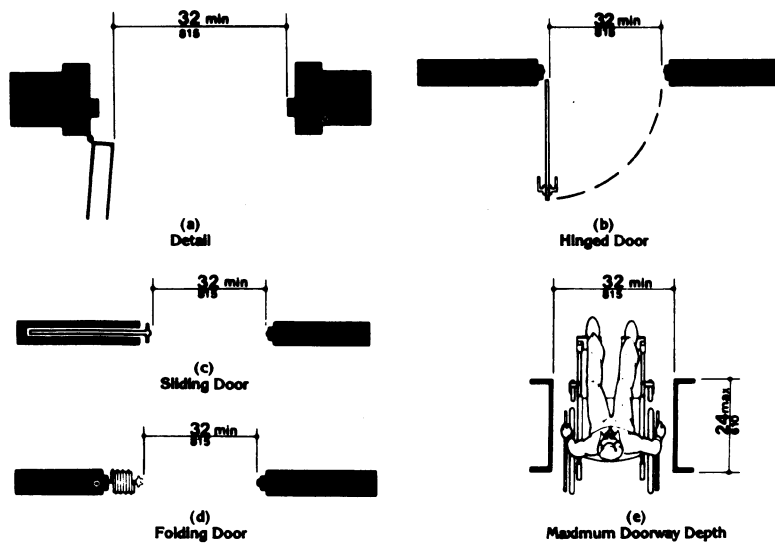 32 min
815
(a)
Detail
32 min
815
(b)
Hinged Door
32 min
815
(c)
Sliding Door
32 min
815
(d)
Folding Door
32 min
815
24 max
610
(e)
Maximum Doorway Depth